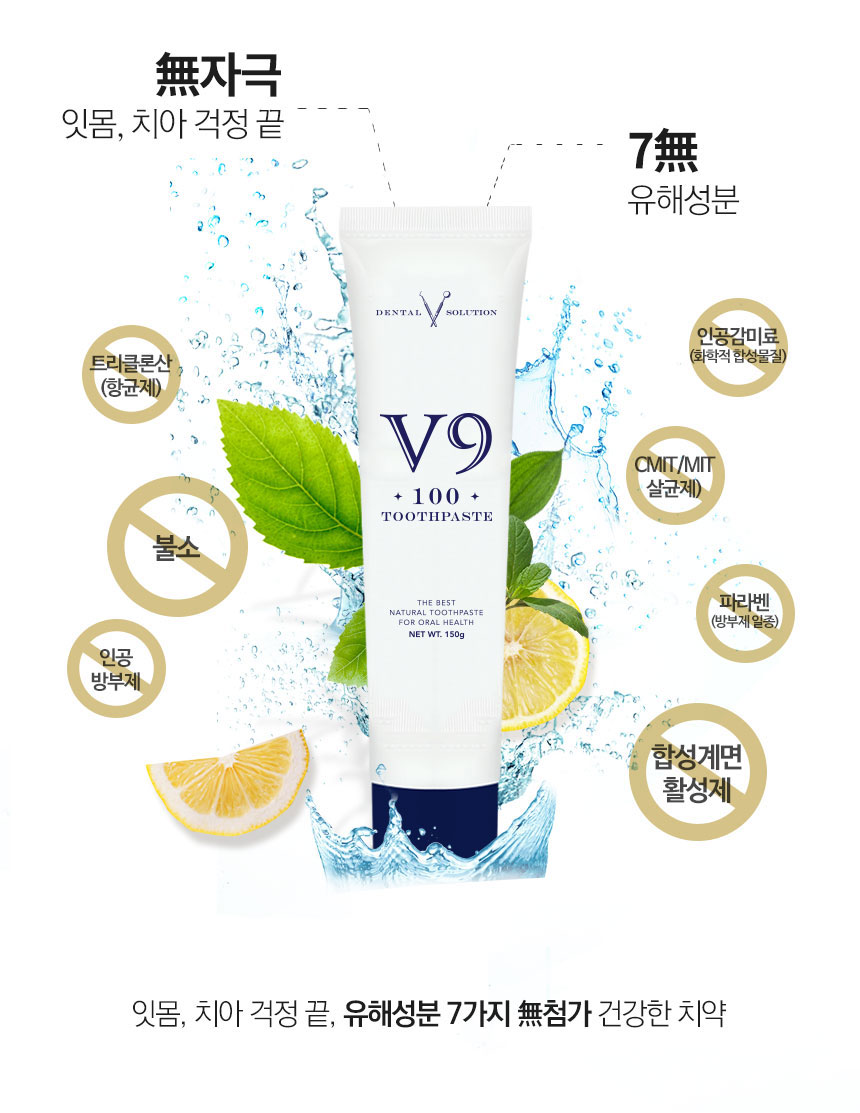 無자극
잇몸, 치아 걱정 끝
7無
유해성분
DENTAL SOLUTION
V9
100
TOOTHPASTE
THE BEST
NATURAL TOOTHPASTE
FOR ORAL HEALTH
NET WT. 150g
트리클론산
(항균제)
불소
인공
방부제
인공감미료
(화학적 합성물질)
CMIT/MIT
살균제)
파라벤
(방부제 일종)
합성계면
활성제
잇몸, 치아 걱정 끝, 유해성분 7가지 無첨가 건강한 치약